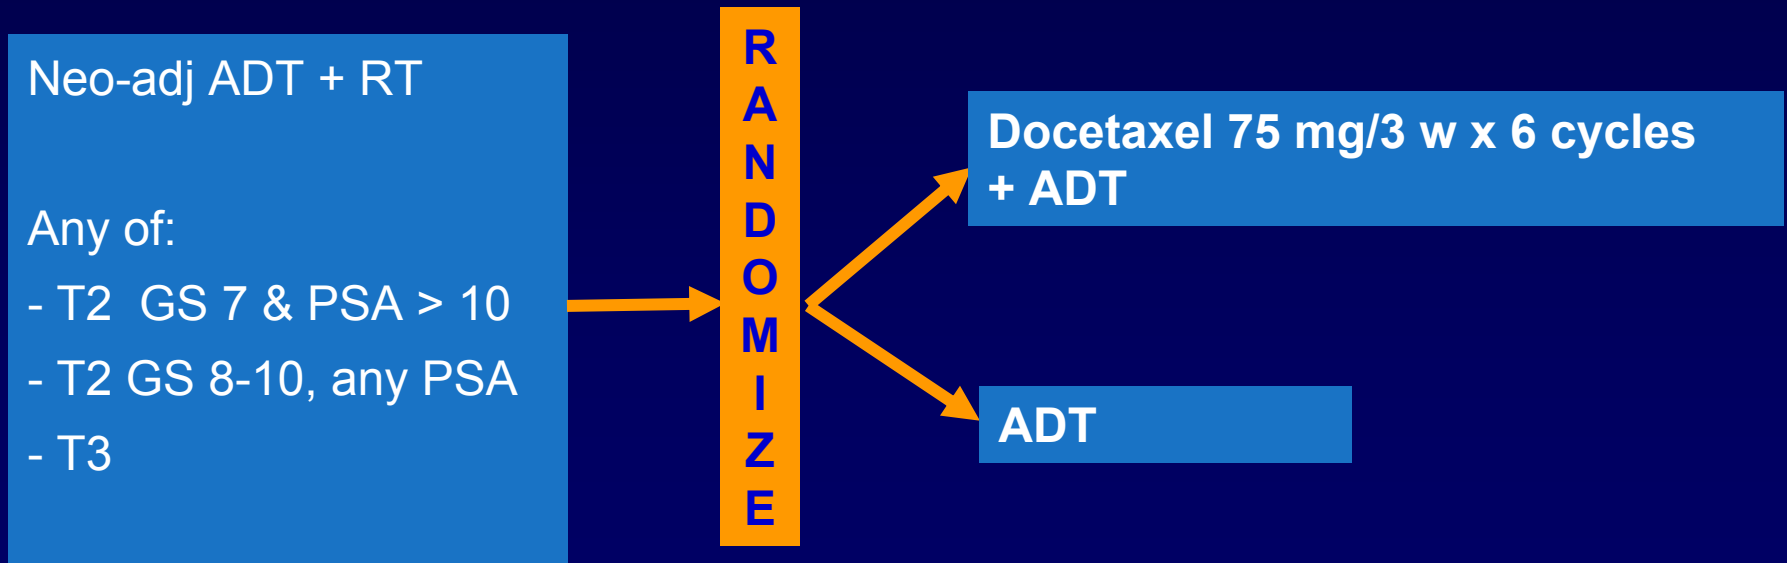 Neo-adj ADT + RT
Any of:
- T2 GS 7 & PSA > 10
- T2 GS 8-10, any PSA
- T3
R
A
N
D
O
M
I
Z
E
Docetaxel 75 mg/3 w x 6 cycles
+ ADT
ADT